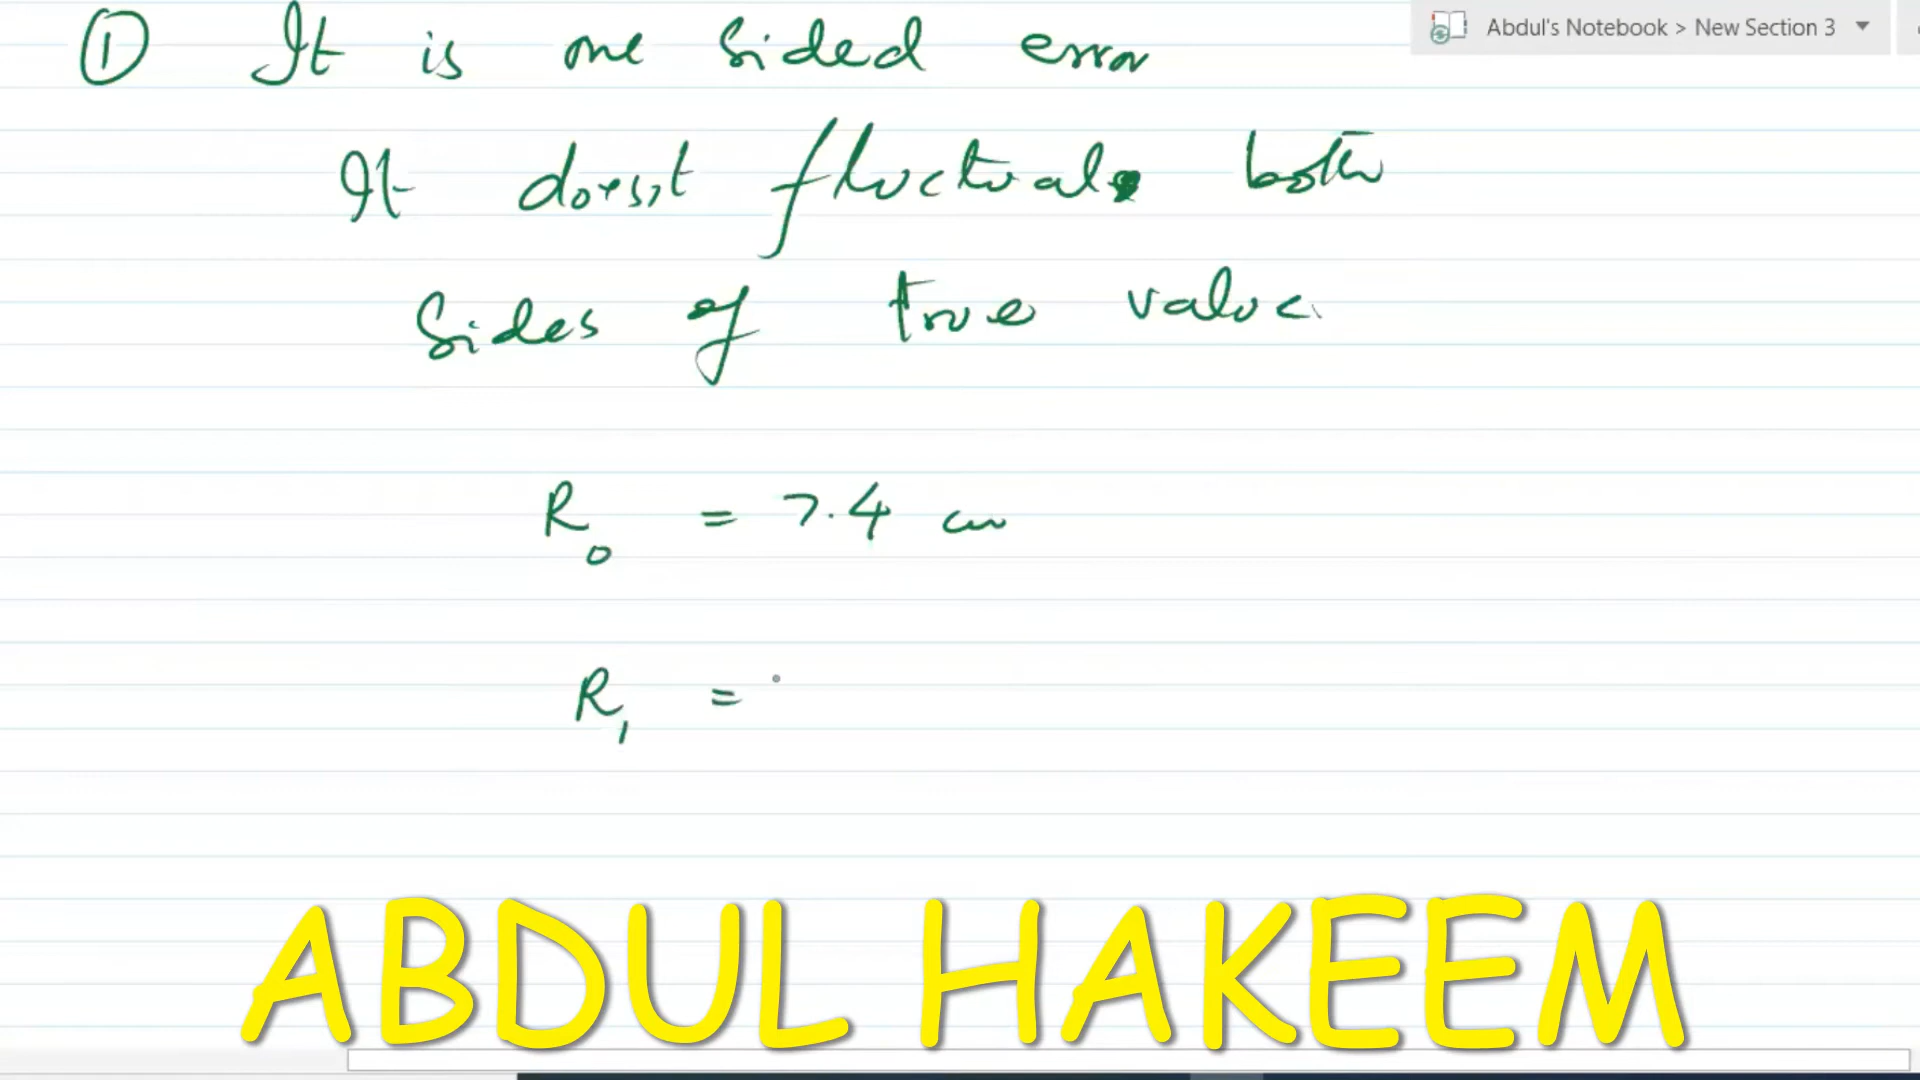 ① It is one sided error
Abdul's Notebook > New Section 3
It doesn't fluctuate both
sides of true value.
R₀ = 7.4 cm
R₁ =
ABDUL HAKEEM